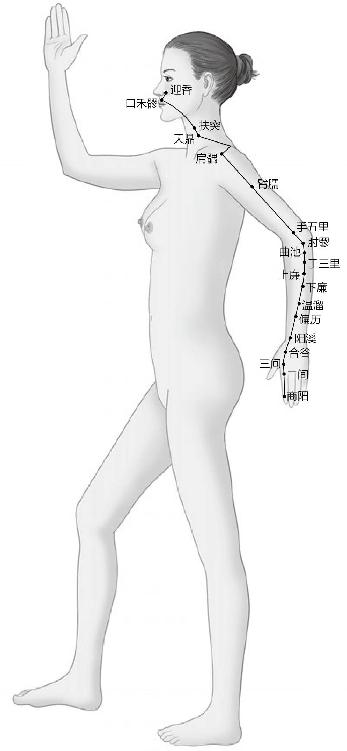 迎香
口禾髎
扶突
天鼎
肩髃
臂臑
手五里
肘髎
曲池
手三里
上廉
下廉
温溜
偏历
阳溪
合谷
三间
二间
商阳